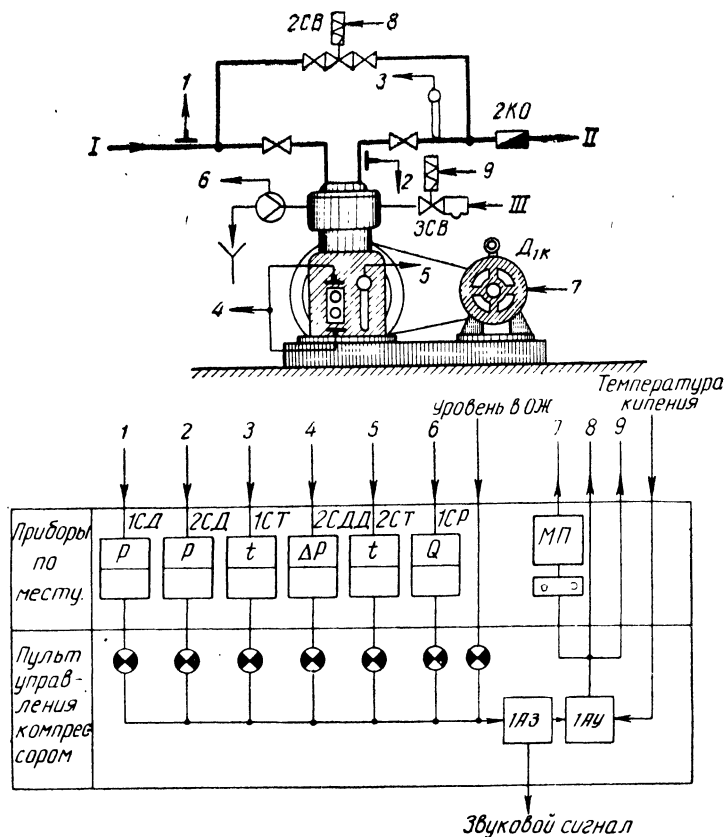 2СВ
8
1
3
2КО
I
II
6
2
9
III
3СВ
Д1к
5
7
4
Температура
кипения
Уровень в ОЖ
1 2 3 4 5 6 7 8 9
Приборы
по
месту.
1СД 2СД 1СТ 2СДД 2СТ 1СР
P P t ΔP t Q
МП
Пульт
управ-
ления
компрес
сором
1АЗ 1АУ
Звуковой сигнал